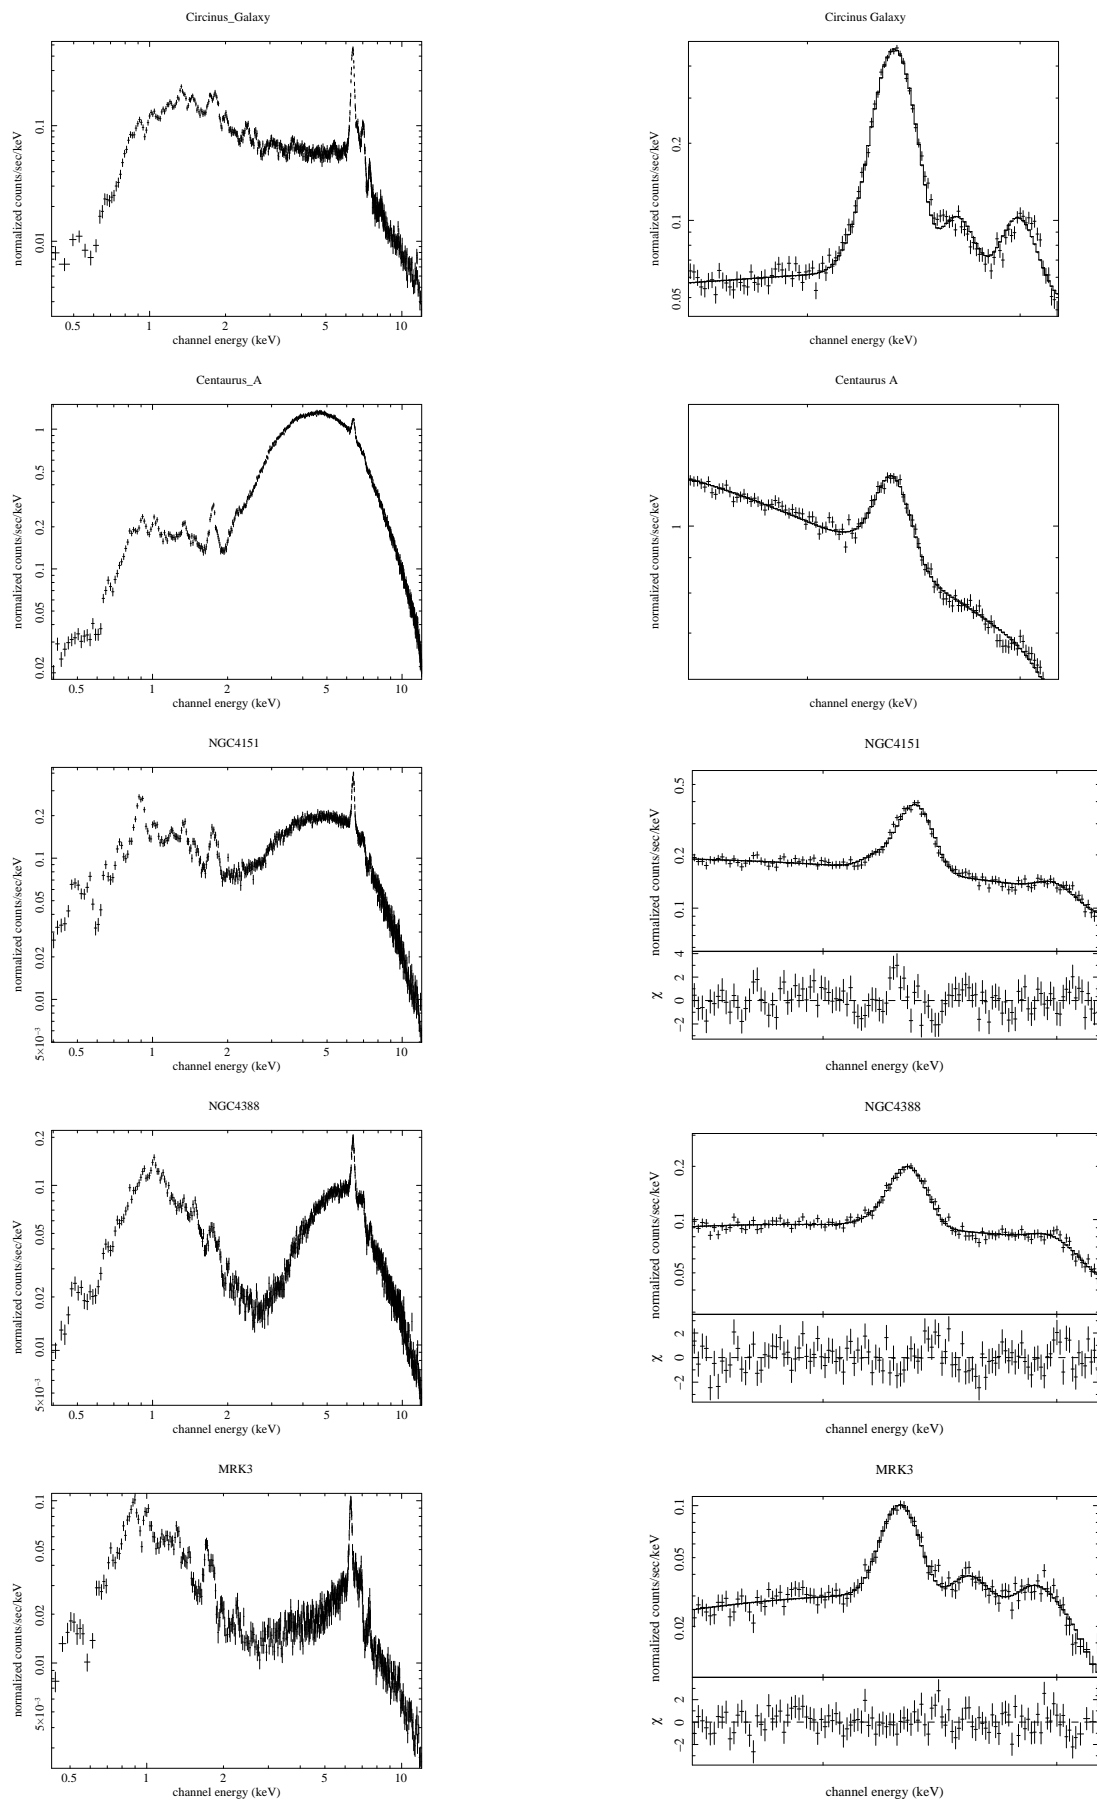 Circinus_Galaxy
normalized counts/sec/keV
0.1
0.01
0.5 1 2 5 10
channel energy (keV)
Circinus Galaxy
normalized counts/sec/keV
0.2
0.1
0.05
channel energy (keV)
Centaurus_A
normalized counts/sec/keV
1
0.5
0.2
0.1
0.05
0.02
0.5 1 2 5 10
channel energy (keV)
Centaurus A
normalized counts/sec/keV
1
channel energy (keV)
NGC4151
normalized counts/sec/keV
0.2
0.1
0.05
0.02
0.01
5×10⁻³
0.5 1 2 5 10
channel energy (keV)
NGC4151
normalized counts/sec/keV
0.5
0.2
0.1
χ
4
2
0
−2
channel energy (keV)
NGC4388
normalized counts/sec/keV
0.2
0.1
0.05
0.02
0.01
5×10⁻³
0.5 1 2 5 10
channel energy (keV)
NGC4388
normalized counts/sec/keV
0.2
0.1
0.05
χ
2
0
−2
channel energy (keV)
MRK3
normalized counts/sec/keV
0.1
0.05
0.02
0.01
5×10⁻³
0.5 1 2 5 10
channel energy (keV)
MRK3
normalized counts/sec/keV
0.1
0.05
0.02
χ
2
0
−2
channel energy (keV)